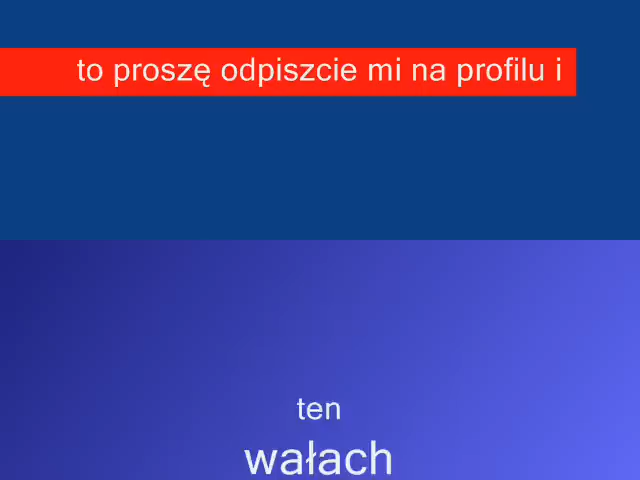 to proszę odpiszcie mi na profilu i
ten
wałach